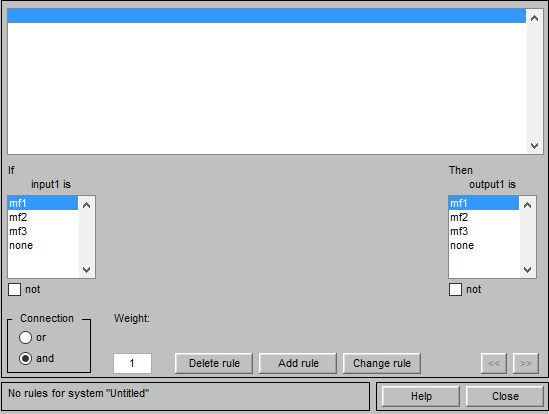 If
Then
input1 is
output1 is
mf1
mf2
mf3
none
mf1
mf2
mf3
none
not
not
Connection
or
and
Weight:
1
Delete rule
Add rule
Change rule
<<
>>
No rules for system "Untitled"
Help
Close